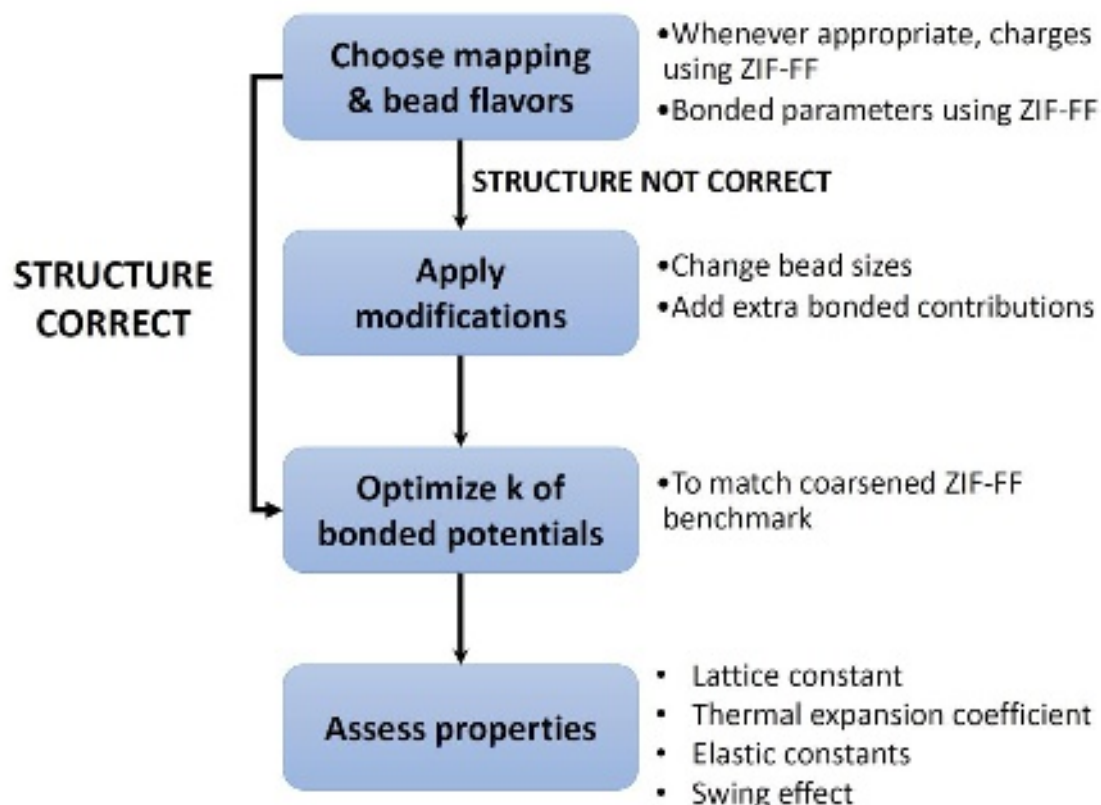 Choose mapping
& bead flavors
•Whenever appropriate, charges
using ZIF-FF
•Bonded parameters using ZIF-FF
STRUCTURE NOT CORRECT
STRUCTURE
CORRECT
Apply
modifications
•Change bead sizes
•Add extra bonded contributions
Optimize k of
bonded potentials
•To match coarsened ZIF-FF
benchmark
Assess properties
• Lattice constant
• Thermal expansion coefficient
• Elastic constants
• Swing effect